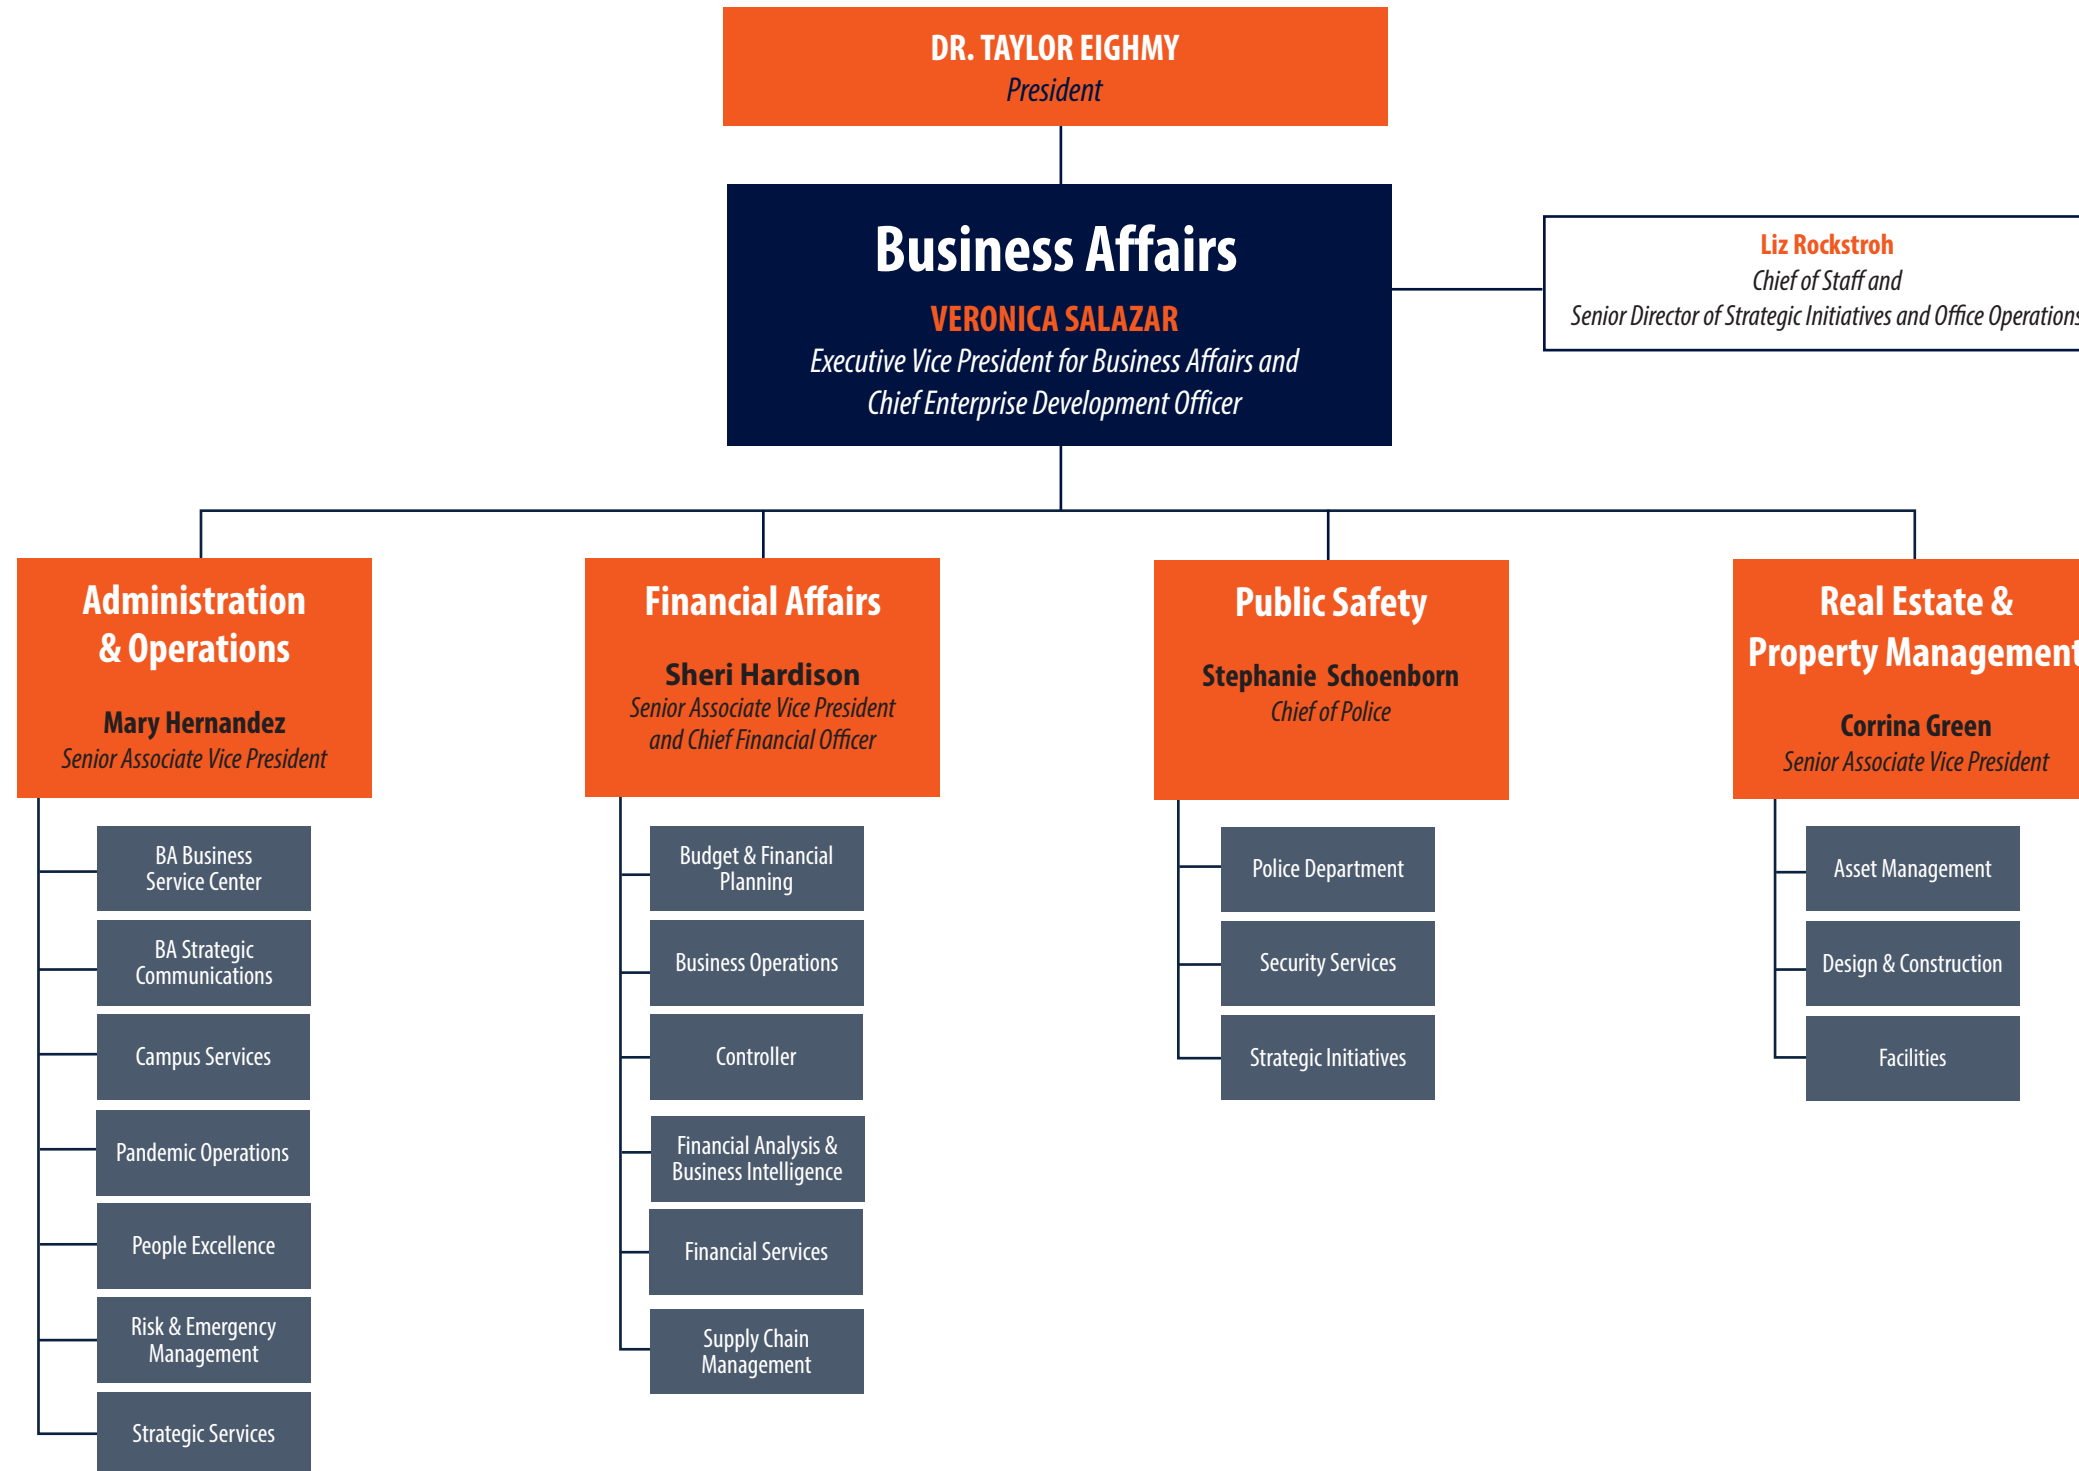 DR. TAYLOR EIGHMY
President
Business Affairs
VERONICA SALAZAR
Executive Vice President for Business Affairs and
Chief Enterprise Development Officer
Liz Rockstroh
Chief of Staff and
Senior Director of Strategic Initiatives and Office Operations
Administration
& Operations
Mary Hernandez
Senior Associate Vice President
BA Business
Service Center
BA Strategic
Communications
Campus Services
Pandemic Operations
People Excellence
Risk & Emergency
Management
Strategic Services
Financial Affairs
Sheri Hardison
Senior Associate Vice President
and Chief Financial Officer
Budget & Financial
Planning
Business Operations
Controller
Financial Analysis &
Business Intelligence
Financial Services
Supply Chain
Management
Public Safety
Stephanie Schoenborn
Chief of Police
Police Department
Security Services
Strategic Initiatives
Real Estate &
Property Management
Corrina Green
Senior Associate Vice President
Asset Management
Design & Construction
Facilities